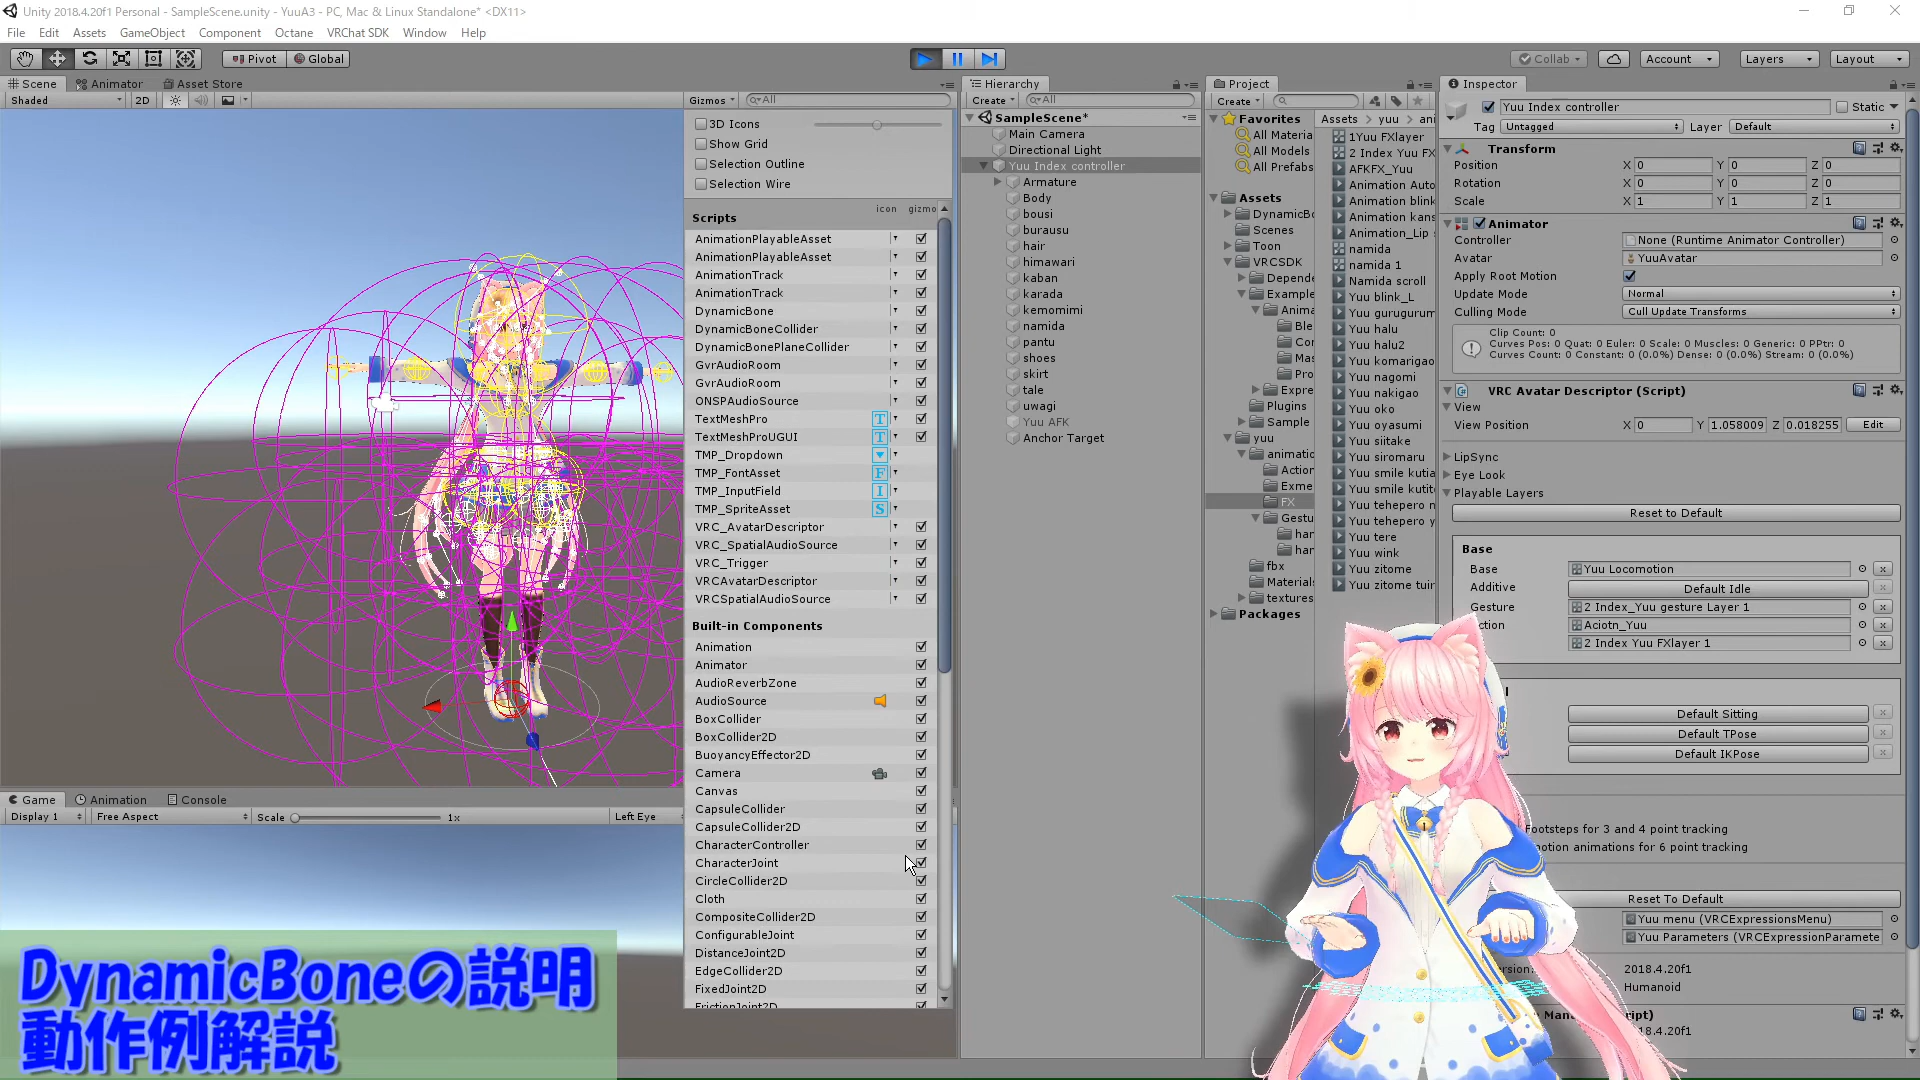 Unity 2018.4.20f1 Personal - SampleScene.unity - YuuA3 - PC, Mac & Linux Standalone* <DX11>
File Edit Assets GameObject Component Octane VRChat SDK Window Help
Pivot Global Collab Account Layers Layout
Scene Animator Asset Store
Shaded 2D Gizmos All
3D Icons
Show Grid
Selection Outline
Selection Wire
icon gizmo
Scripts
AnimationPlayableAsset
AnimationPlayableAsset
AnimationTrack
AnimationTrack
DynamicBone
DynamicBoneCollider
DynamicBonePlaneCollider
GvrAudioRoom
GvrAudioRoom
ONSPAudioSource
TextMeshPro T
TextMeshProUGUI T
TMP_Dropdown
TMP_FontAsset F
TMP_InputField I
TMP_SpriteAsset S
VRC_AvatarDescriptor
VRC_SpatialAudioSource
VRC_Trigger
VRCAvatarDescriptor
VRCSpatialAudioSource
Built-in Components
Animation
Animator
AudioReverbZone
AudioSource
BoxCollider
BoxCollider2D
BuoyancyEffector2D
Camera
Canvas
CapsuleCollider
CapsuleCollider2D
CharacterController
CharacterJoint
CircleCollider2D
Cloth
CompositeCollider2D
ConfigurableJoint
DistanceJoint2D
EdgeCollider2D
FixedJoint2D
FrictionJoint2D
Game Animation Console
Display 1 Free Aspect Scale 1x Left Eye
DynamicBoneの説明
動作例解説
Hierarchy
Create All
SampleScene*
Main Camera
Directional Light
Yuu Index controller
Armature
Body
bousi
burausu
hair
himawari
kaban
karada
kemomimi
namida
pantu
shoes
skirt
tale
uwagi
Yuu AFK
Anchor Target
Project
Create
Favorites
All Materia
All Models
All Prefabs
Assets
DynamicBo
Scenes
Toon
VRCSDK
Depende
Example
Anima
Ble
Con
Mas
Pro
Expre
Plugins
Sample
yuu
animatio
Action
Exme
FX
Gestu
har
har
fbx
Material
textures
Packages
Assets yuu ani
1Yuu FXlayer
2 Index Yuu FX
AFKFX_Yuu
Animation Auto
Animation blink
Animation kans
Animation_Lip s
namida
namida 1
Namida scroll
Yuu blink_L
Yuu gurugurum
Yuu halu
Yuu halu2
Yuu komarigao
Yuu nagomi
Yuu nakigao
Yuu oko
Yuu oyasumi
Yuu siitake
Yuu siromaru
Yuu smile kutia
Yuu smile kutit
Yuu tehepero n
Yuu tehepero y
Yuu tere
Yuu wink
Yuu zitome
Yuu zitome tuir
Inspector
Yuu Index controller Static
Tag Untagged Layer Default
Transform
Position X 0 Y 0 Z 0
Rotation X 0 Y 0 Z 0
Scale X 1 Y 1 Z 1
Animator
Controller None (Runtime Animator Controller)
Avatar YuuAvatar
Apply Root Motion
Update Mode Normal
Culling Mode Cull Update Transforms
Clip Count: 0
Curves Pos: 0 Quat: 0 Euler: 0 Scale: 0 Muscles: 0 Generic: 0 PPtr: 0
Curves Count: 0 Constant: 0 (0.0%) Dense: 0 (0.0%) Stream: 0 (0.0%)
VRC Avatar Descriptor (Script)
View
View Position X 0 Y 1.058009 Z 0.018255 Edit
LipSync
Eye Look
Playable Layers
Reset to Default
Base
Base Yuu Locomotion
Additive Default Idle
Gesture 2 Index_Yuu gesture Layer 1
ction Aciotn_Yuu
2 Index Yuu FXlayer 1
Default Sitting
Default TPose
Default IKPose
Footsteps for 3 and 4 point tracking
otion animations for 6 point tracking
Reset To Default
Yuu menu (VRCExpressionsMenu)
Yuu Parameters (VRCExpressionParamete
2018.4.20f1
Humanoid